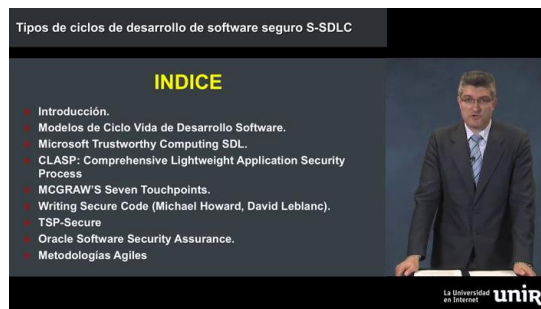 Tipos de ciclos de desarrollo de software seguro S-SDLC
INDICE
Introducción.
Modelos de Ciclo Vida de Desarrollo Software.
Microsoft Trustworthy Computing SDL.
CLASP: Comprehensive Lightweight Application Security
Process
MCGRAW'S Seven Touchpoints.
Writing Secure Code (Michael Howard, David Leblanc).
TSP-Secure
Oracle Software Security Assurance.
Metodologías Agiles
La Universidad
en Internet
unir